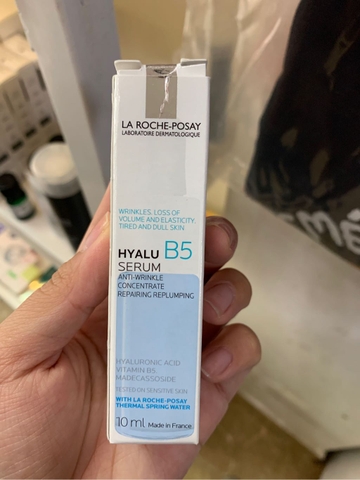 LA ROCHE-POSAY
LABORATOIRE DERMATOLOGIQUE
WRINKLES, LOSS OF
VOLUME AND ELASTICITY,
TIRED AND DULL SKIN
HYALU B5
SERUM
ANTI-WRINKLE
CONCENTRATE
REPAIRING REPLUMPING
HYALURONIC ACID
VITAMIN B5
MADECASSOSIDE
TESTED ON SENSITIVE SKIN
WITH LA ROCHE-POSAY
THERMAL SPRING WATER
10 ml Made in France